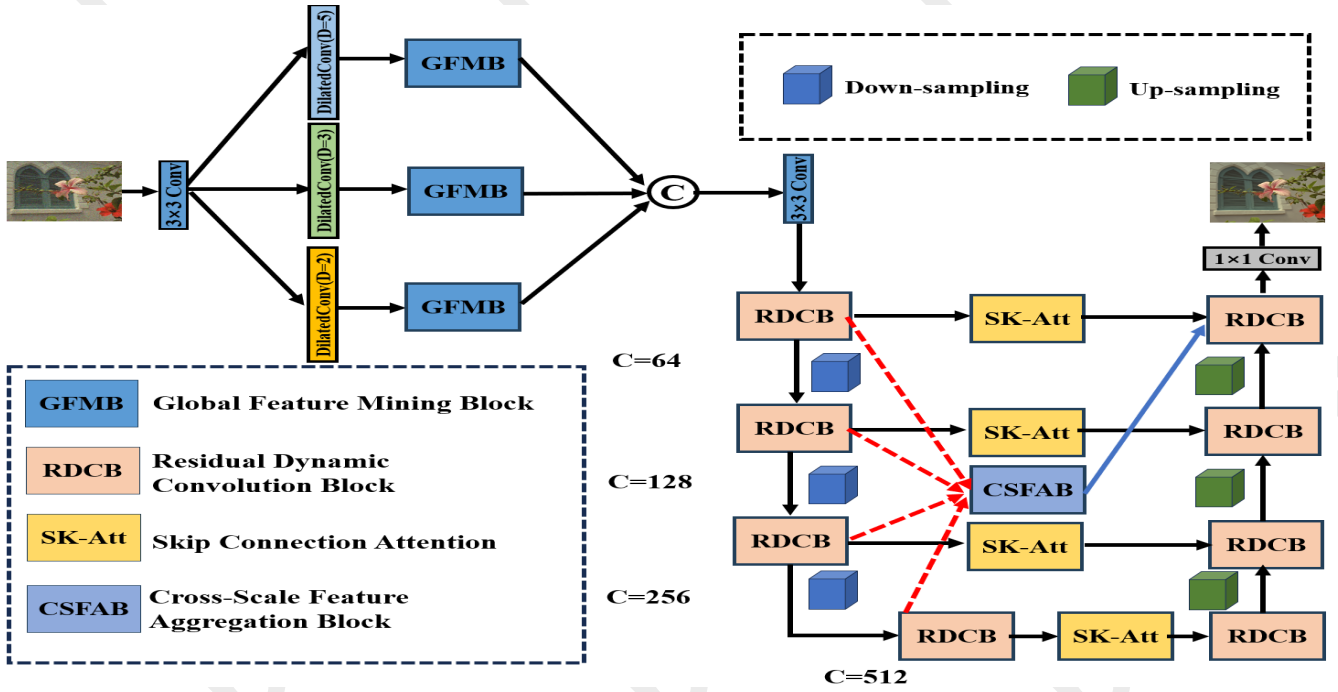 DilatedConv(D=5)
GFMB
Down-sampling
Up-sampling
3×3 Conv
DilatedConv(D=3)
GFMB
C
3×3 Conv
DilatedConv(D=2)
GFMB
1×1 Conv
RDCB
SK-Att
RDCB
C=64
RDCB
SK-Att
RDCB
C=128
CSFAB
RDCB
SK-Att
RDCB
C=256
RDCB
SK-Att
RDCB
C=512
GFMB
Global Feature Mining Block
RDCB
Residual Dynamic
Convolution Block
SK-Att
Skip Connection Attention
CSFAB
Cross-Scale Feature
Aggregation Block